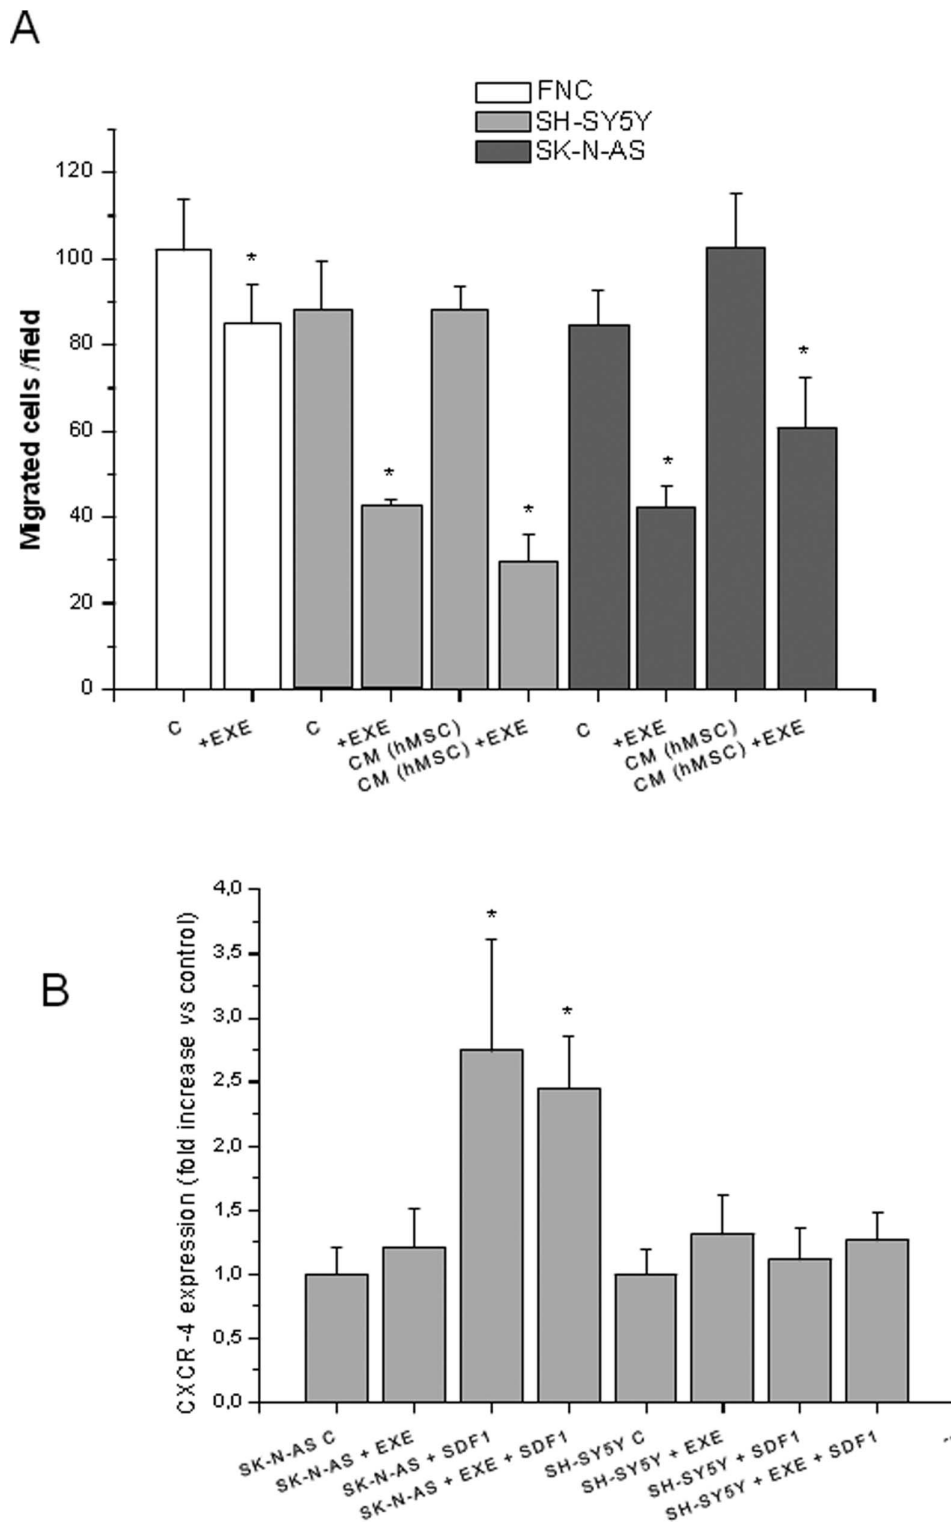 A
FNC
SH-SY5Y
SK-N-AS
120
100
80
60
40
20
0
Migrated cells /field
*
*
*
*
*
C
+EXE
C
+EXE
CM (hMSC)
CM (hMSC) +EXE
C
+EXE
CM (hMSC)
CM (hMSC) +EXE
B
4,0
3,5
3,0
2,5
2,0
1,5
1,0
0,5
0,0
CXCR-4 expression (fold increase vs control)
*
*
SK-N-AS C
SK-N-AS + EXE
SK-N-AS + SDF1
SK-N-AS + EXE + SDF1
SH-SY5Y C
SH-SY5Y + EXE
SH-SY5Y + SDF1
SH-SY5Y + EXE + SDF1